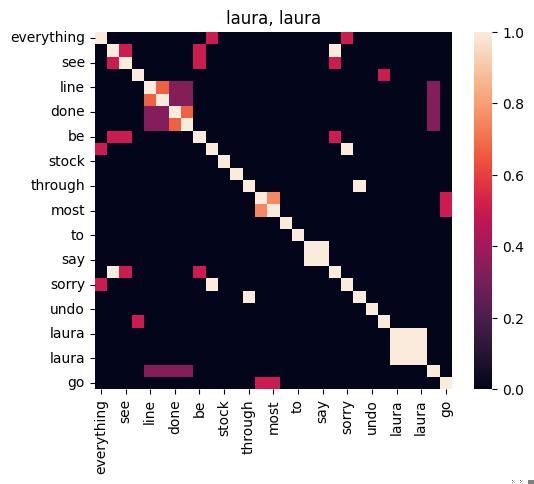 laura, laura
everything
see
line
done
be
stock
through
most
to
say
sorry
undo
laura
laura
go
everything
see
line
done
be
stock
through
most
to
say
sorry
undo
laura
laura
go
1.0
0.8
0.6
0.4
0.2
0.0